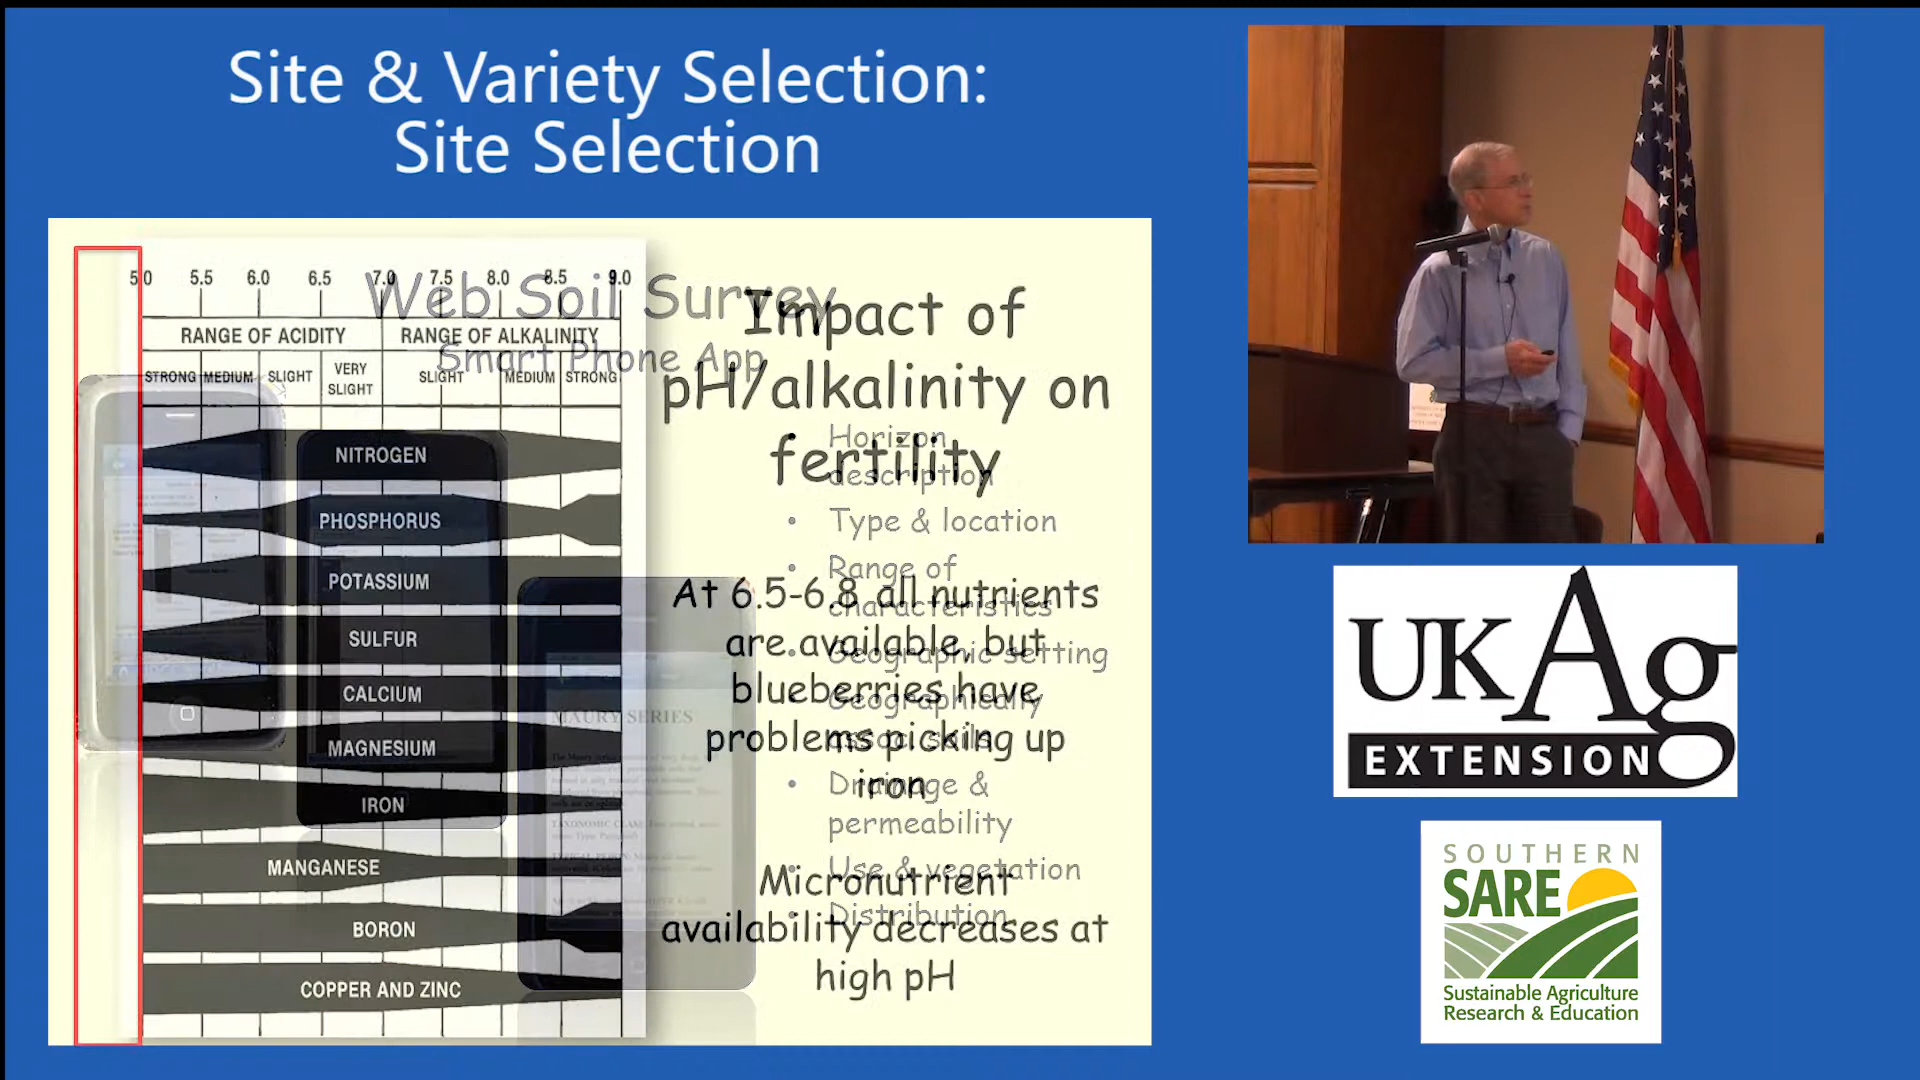 Site & Variety Selection:
Site Selection
5.0 5.5 6.0 6.5 7.0 7.5 8.0 8.5 9.0
RANGE OF ACIDITY RANGE OF ALKALINITY
STRONG MEDIUM SLIGHT VERY SLIGHT SLIGHT MEDIUM STRONG
NITROGEN
PHOSPHORUS
POTASSIUM
SULFUR
CALCIUM
MAGNESIUM
IRON
MANGANESE
BORON
COPPER AND ZINC
Web Soil Survey
Smart Phone App
Impact of
pH/alkalinity on
fertility
At 6.5-6.8 all nutrients
are available, but
blueberries have
problems picking up
iron
Micronutrient
availability decreases at
high pH
• Horizon
description
• Type & location
• Range of
characteristics
• Geographic setting
• Geographically
assoc. soils
• Drainage &
permeability
• Use & vegetation
• Distribution
MAURY SERIES
UKAg
EXTENSION
SOUTHERN
SARE
Sustainable Agriculture
Research & Education